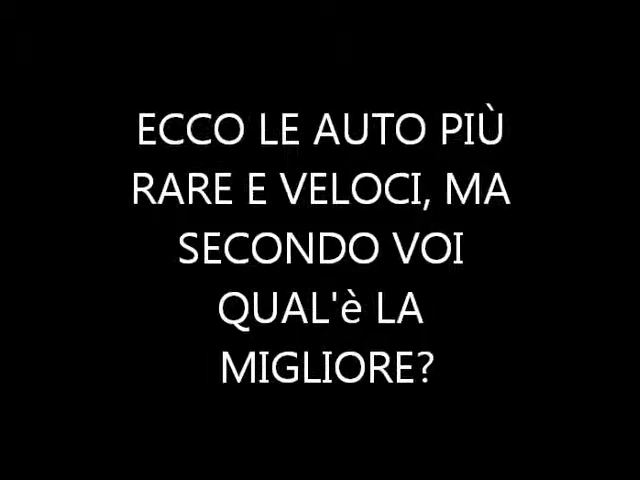 ECCO LE AUTO PIÙ
RARE E VELOCI, MA
SECONDO VOI
QUAL'è LA
MIGLIORE?